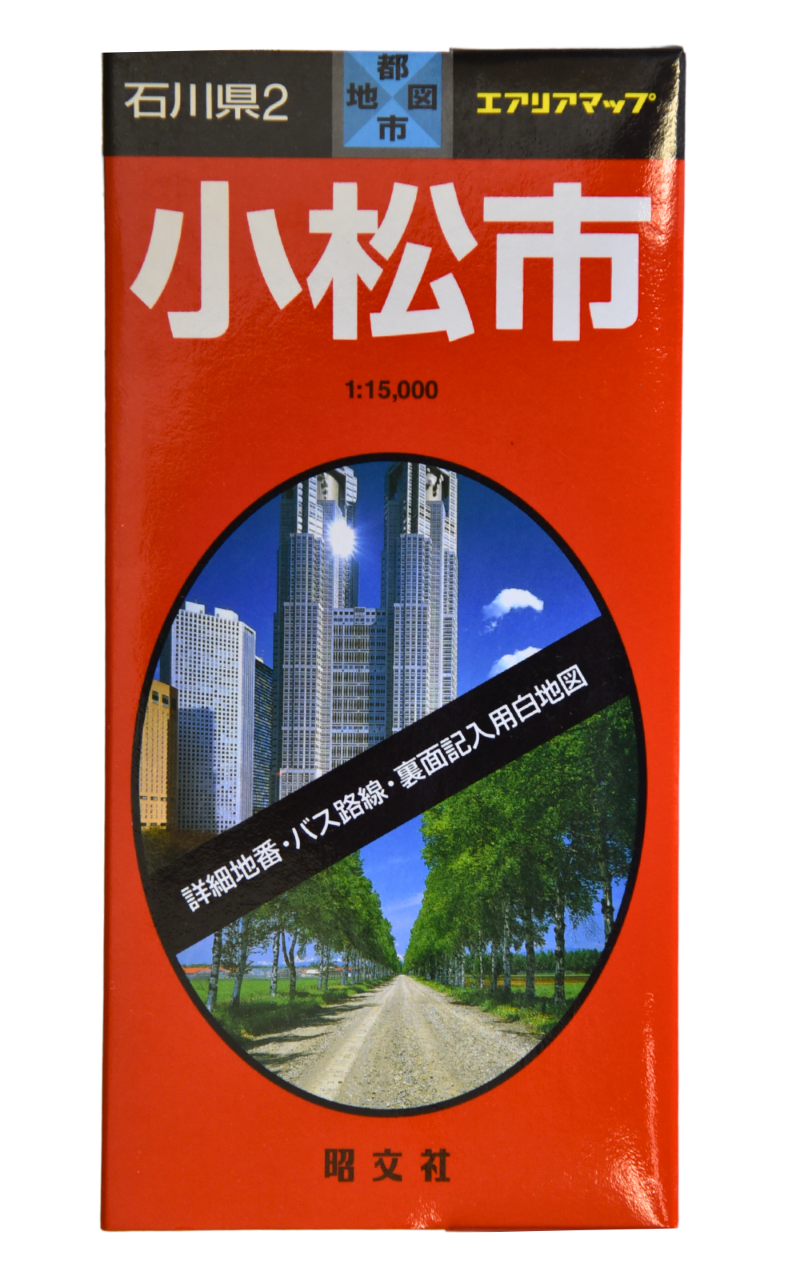 石川県2
都市地図
エアリアマップ
小松市
1:15,000
詳細地番・バス路線・裏面記入用白地図
昭文社